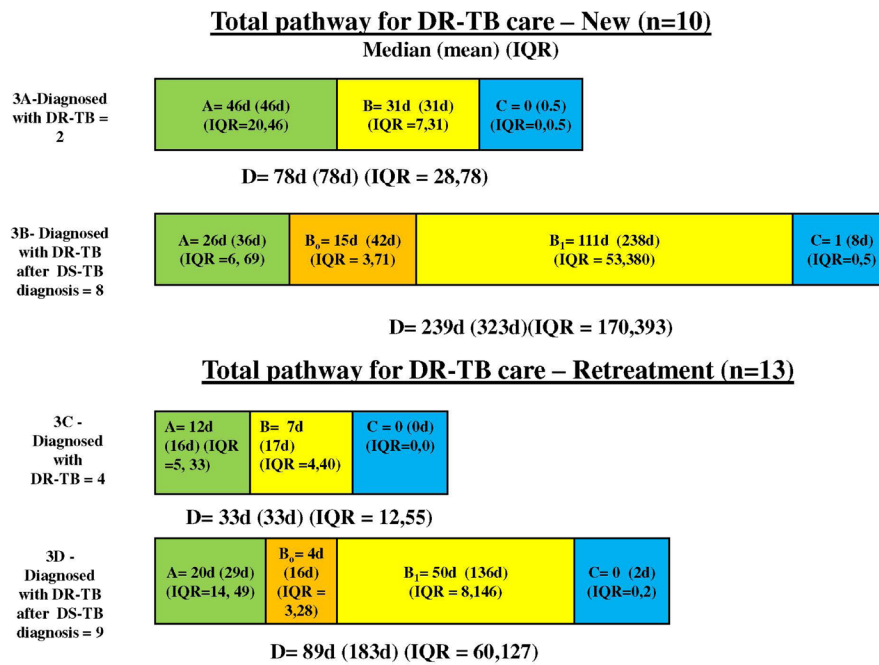 Total pathway for DR-TB care – New (n=10)
Median (mean) (IQR)
3A-Diagnosed
with DR-TB =
2
A= 46d (46d)
(IQR=20,46)
B= 31d (31d)
(IQR =7,31)
C = 0 (0.5)
(IQR=0,0.5)
D= 78d (78d) (IQR = 28,78)
3B- Diagnosed
with DR-TB
after DS-TB
diagnosis = 8
A= 26d (36d)
(IQR =6, 69)
Bₒ= 15d (42d)
(IQR = 3,71)
B₁= 111d (238d)
(IQR = 53,380)
C= 1 (8d)
(IQR=0,5)
D= 239d (323d)(IQR = 170,393)
Total pathway for DR-TB care – Retreatment (n=13)
3C -
Diagnosed
with
DR-TB = 4
A= 12d
(16d) (IQR
=5, 33)
B= 7d
(17d)
(IQR =4,40)
C = 0 (0d)
(IQR=0,0)
D= 33d (33d) (IQR = 12,55)
3D -
Diagnosed
with DR-TB
after DS-TB
diagnosis = 9
A= 20d (29d)
(IQR=14, 49)
Bₒ= 4d
(16d)
(IQR =
3,28)
B₁= 50d (136d)
(IQR = 8,146)
C= 0 (2d)
(IQR=0,2)
D= 89d (183d) (IQR = 60,127)